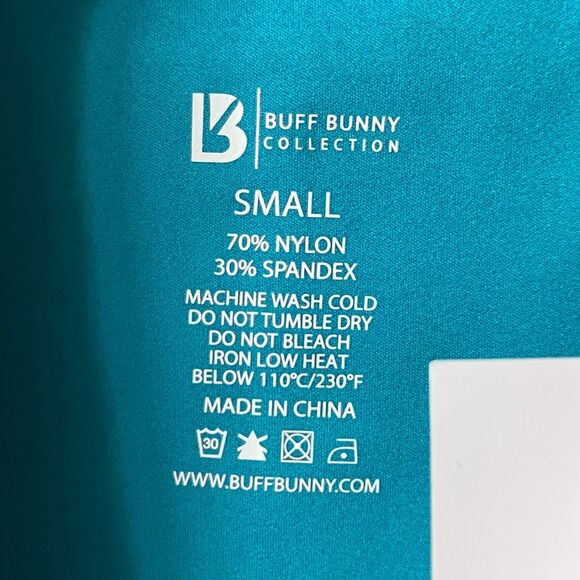 B
BUFF BUNNY
COLLECTION
SMALL
70% NYLON
30% SPANDEX
MACHINE WASH COLD
DO NOT TUMBLE DRY
DO NOT BLEACH
IRON LOW HEAT
BELOW 110°C/230°F
MADE IN CHINA
30
WWW.BUFFBUNNY.COM